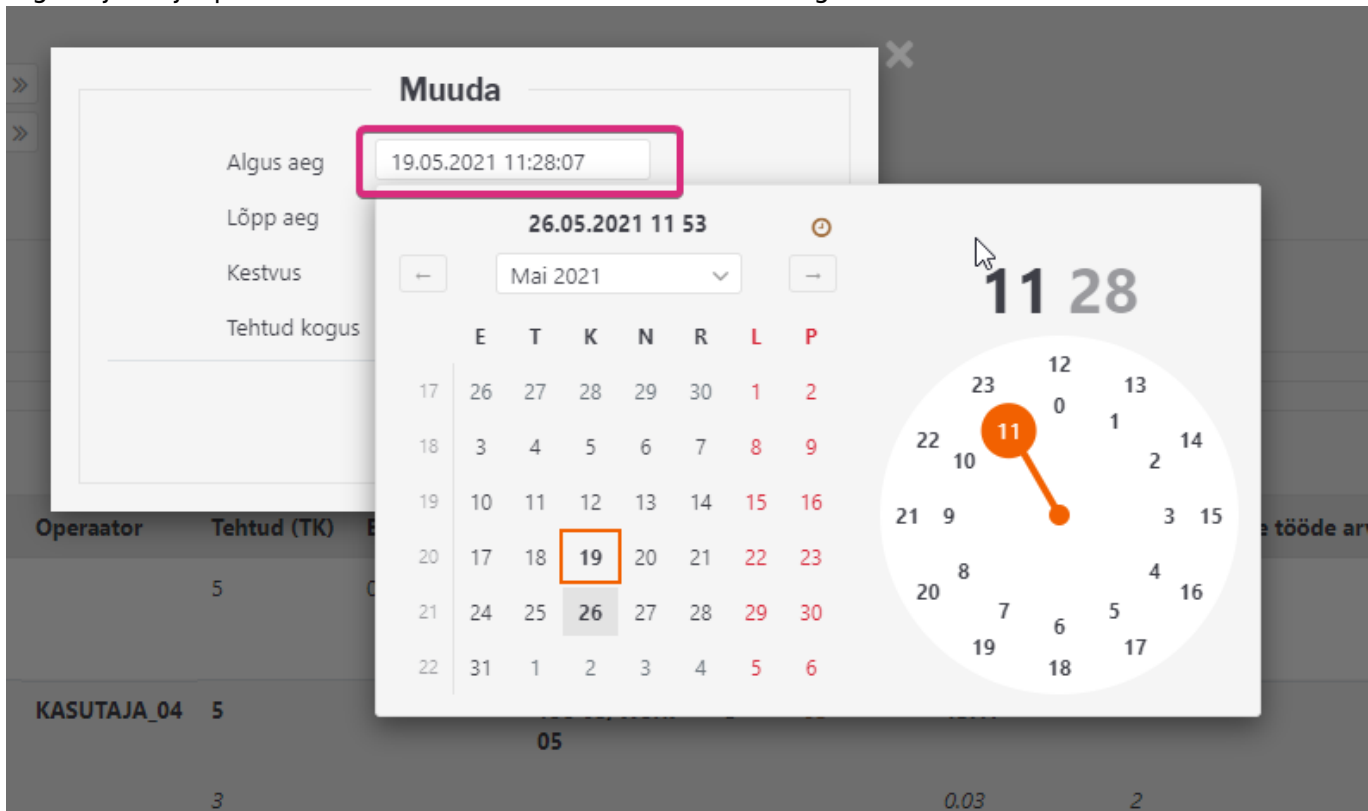 Muuda
Algus aeg 19.05.2021 11:28:07
Lõpp aeg
Kestvus
Tehtud kogus
26.05.2021 11 53
← Mai 2021 →
E T K N R L P
17 26 27 28 29 30 1 2
18 3 4 5 6 7 8 9
19 10 11 12 13 14 15 16
20 17 18 19 20 21 22 23
21 24 25 26 27 28 29 30
22 31 1 2 3 4 5 6
11 28
12
23 13
0
11 1
22 14
10 2
21 9 3 15
8 4
20 16
7 5
6
19 17
18
Operaator Tehtud (TK) tööde
5
KASUTAJA_04 5
05
3 0.03 2